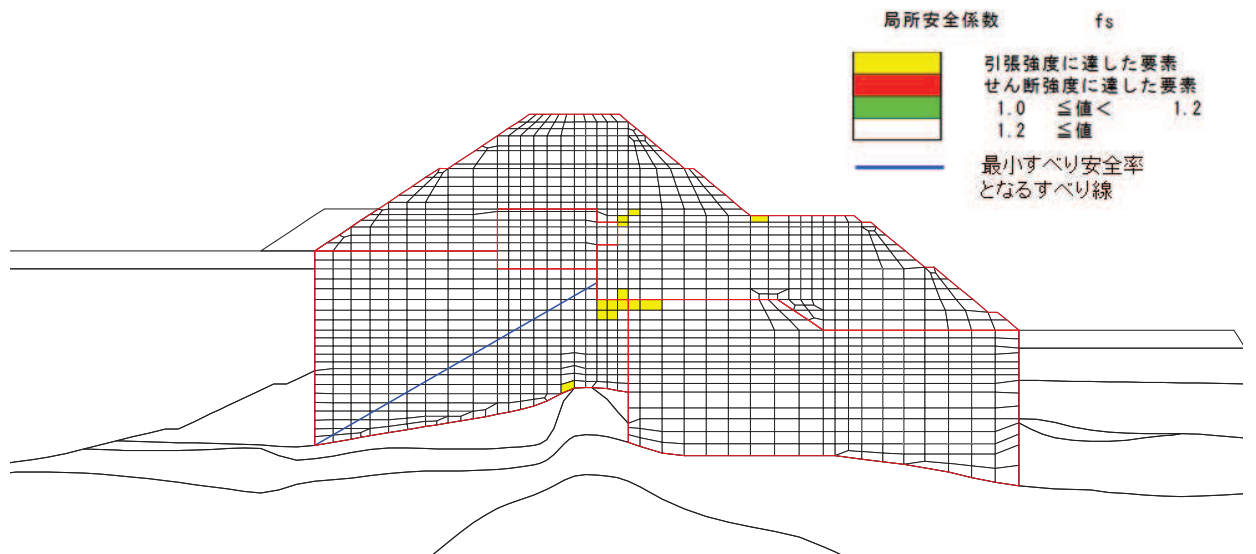 局所安全係数 fs
引張強度に達した要素
せん断強度に達した要素
1.0 ≦値< 1.2
1.2 ≦値
最小すべり安全率
となるすべり線